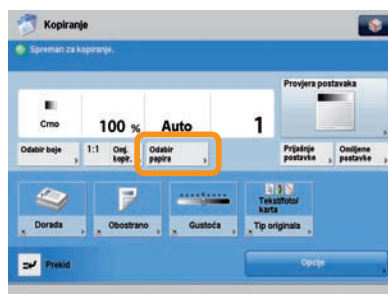 Kopiranje
Spreman za kopiranje.
Provjera postavaka
Crno
100 %
Auto
1
Odabir boje
1:1
Omj. kopir.
Odabir papira
Prijašnje postavke
Omiljene postavke
Dorada
Obostrano
Gustoća
Tekst/foto/karta
Tip originala
Prekid
Opcije